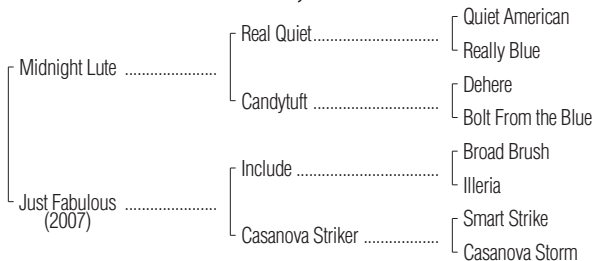 Quiet American
Real Quiet..............................
Really Blue
Midnight Lute ......................
Dehere
Candytuft ..............................
Bolt From the Blue
Broad Brush
Include ..................................
Illeria
Just Fabulous ......................
(2007)
Smart Strike
Casanova Striker ..................
Casanova Storm